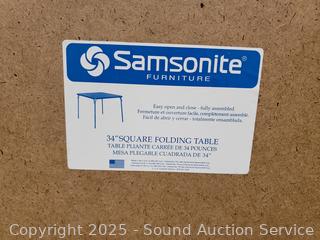 Samsonite®
FURNITURE
Easy open and close - fully assembled
Fermeture et ouverture facile, complètement assemblée.
Fácil de abrir y cerrar - totalmente ensamblada.
34"SQUARE FOLDING TABLE
TABLE PLIANTE CARRÉE DE 34 POUNCES
MESA PLEGABLE CUADRADA DE 34"
Copyright 2025 - Sound Auction Service